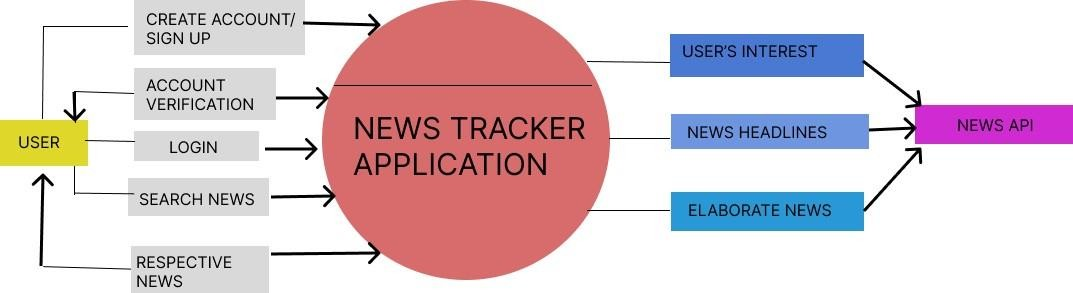 CREATE ACCOUNT/
SIGN UP
ACCOUNT
VERIFICATION
USER
LOGIN
SEARCH NEWS
RESPECTIVE
NEWS
NEWS TRACKER
APPLICATION
USER'S INTEREST
NEWS HEADLINES
ELABORATE NEWS
NEWS API